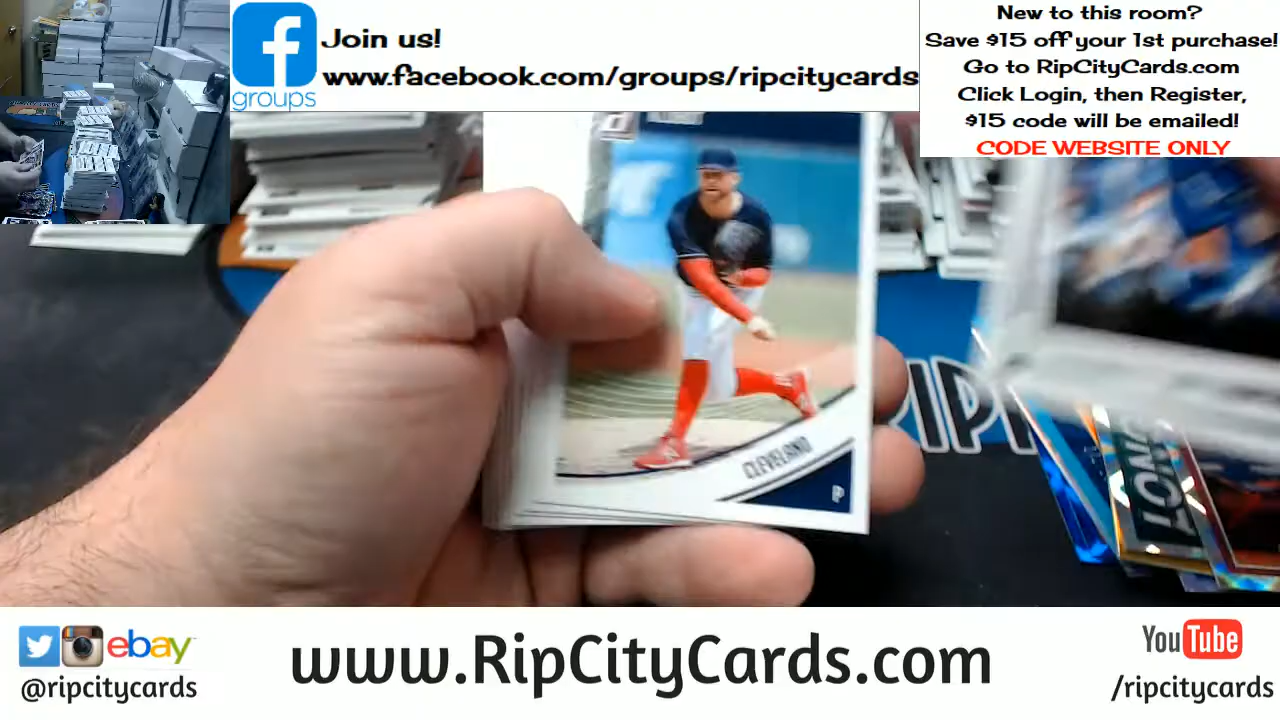 Join us!
www.facebook.com/groups/ripcitycards
groups
New to this room?
Save $15 off your 1st purchase!
Go to RipCityCards.com
Click Login, then Register,
$15 code will be emailed!
CODE WEBSITE ONLY
CLEVELAND
P
RIPC
LON
ebay
@ripcitycards
www.RipCityCards.com
YouTube
/ripcitycards